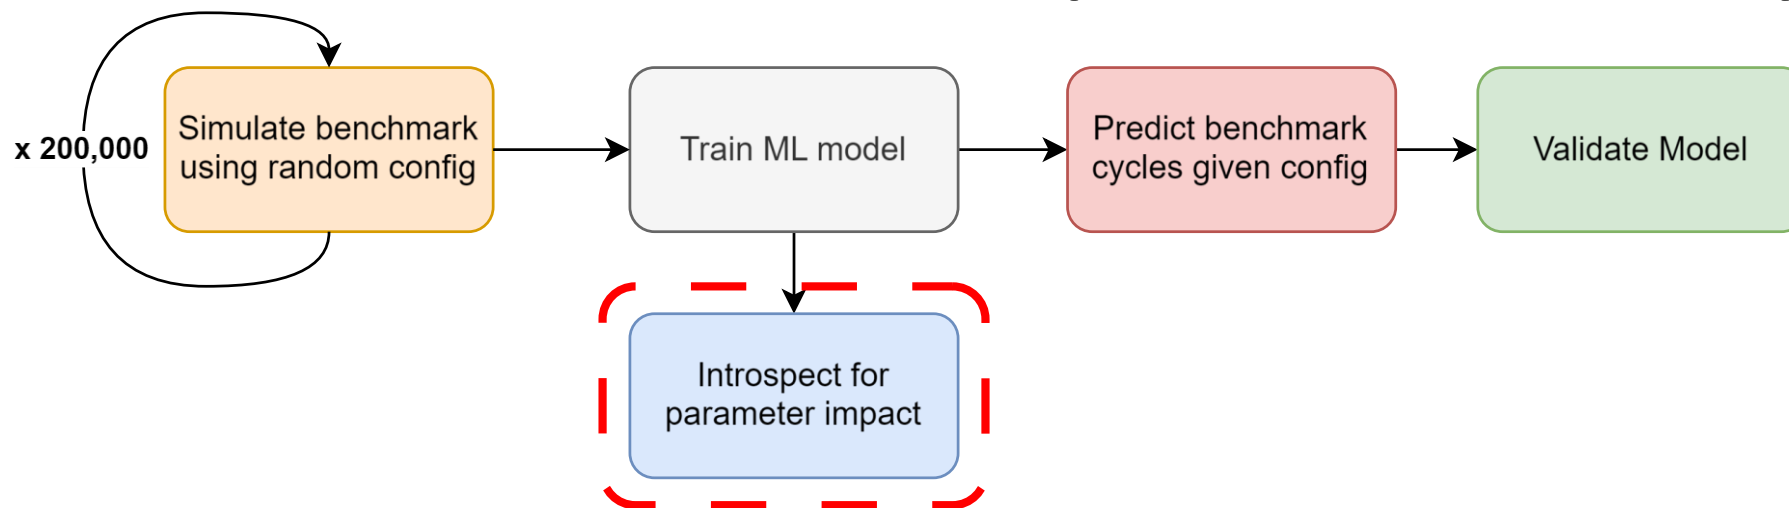 x 200,000
Simulate benchmark
using random config
Train ML model
Predict benchmark
cycles given config
Validate Model
Introspect for
parameter impact